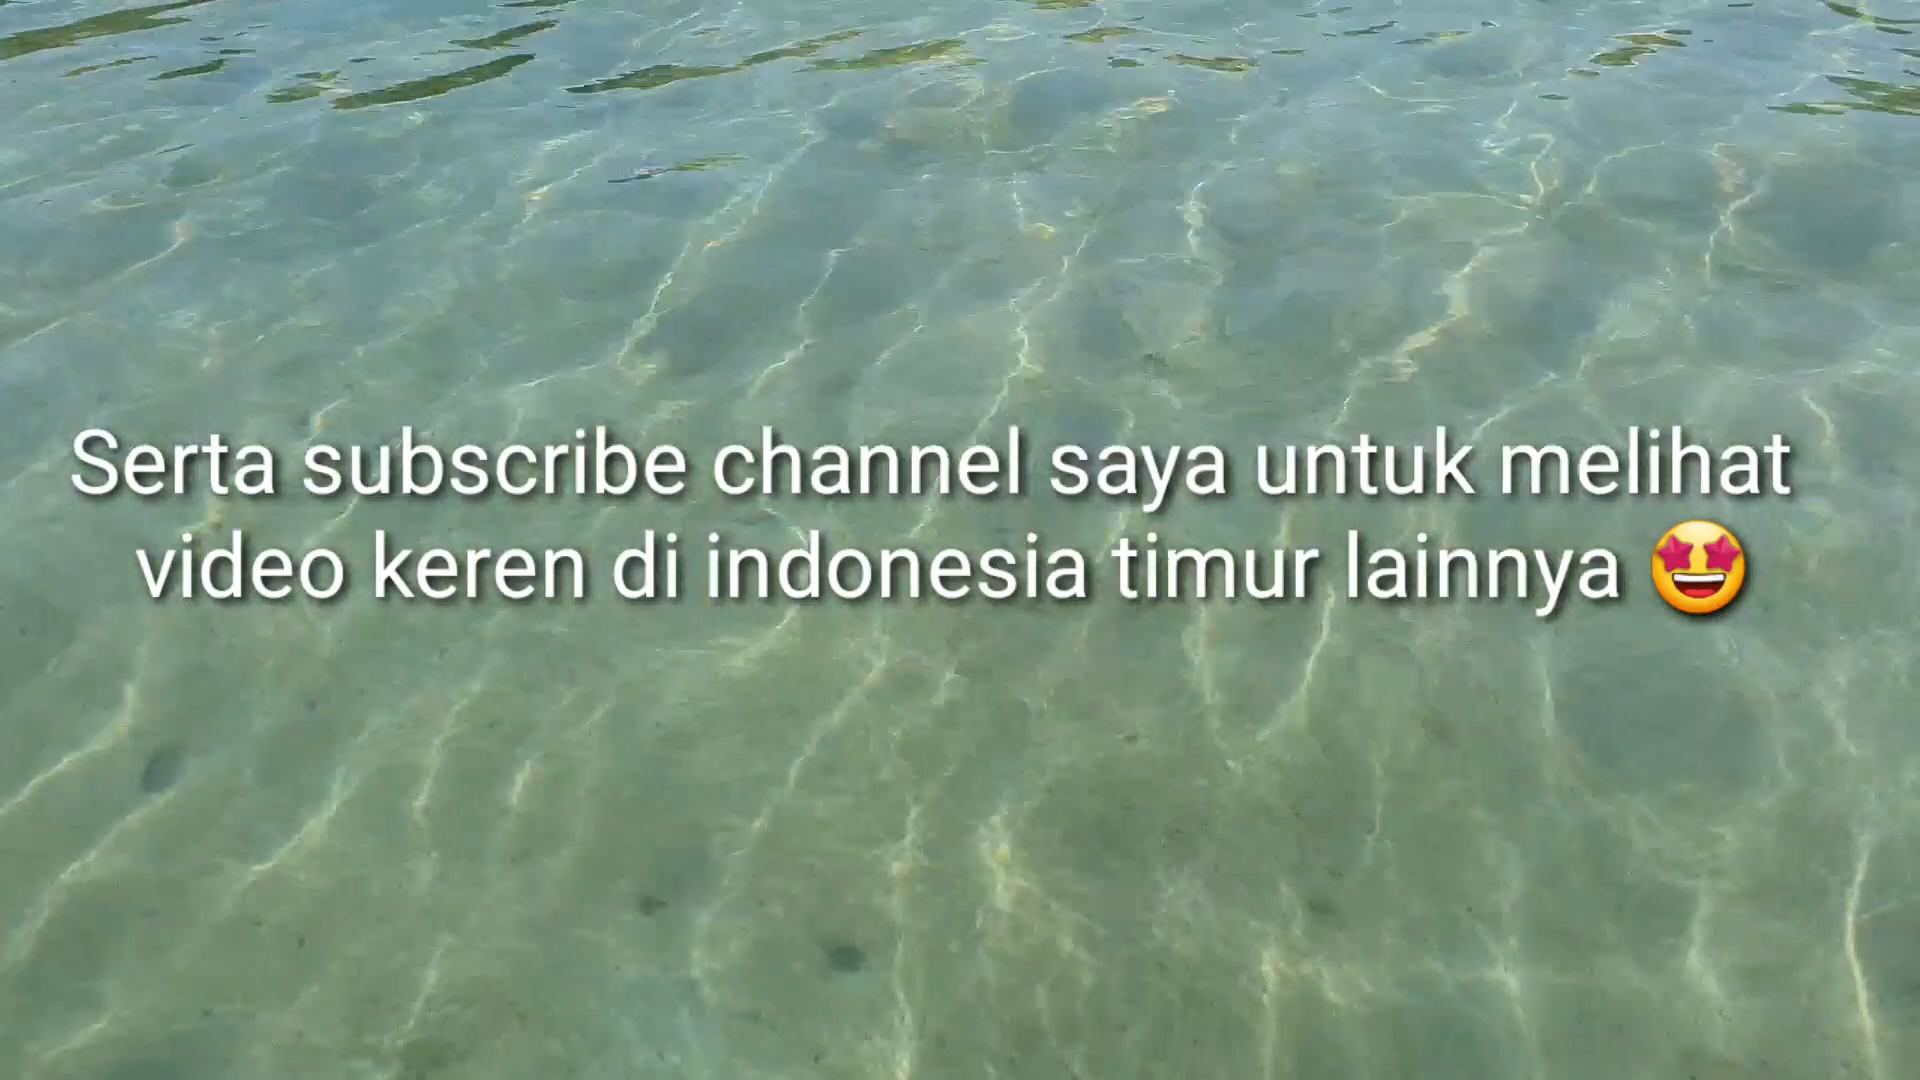 Serta subscribe channel saya untuk melihat
video keren di indonesia timur lainnya 🤩